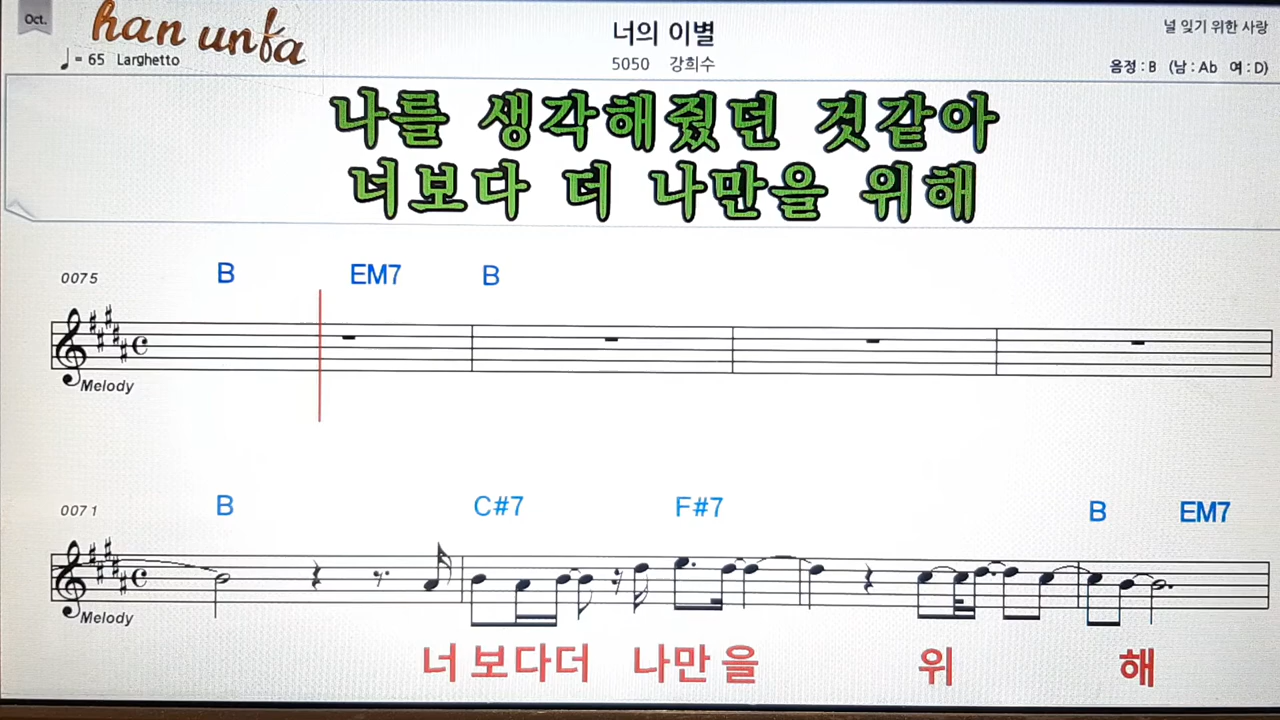 Oct.
han unfa
너의 이별
널 잊기 위한 사랑
♩= 65 Larghetto
5050 강희수
음정 : B (남 : Ab 여 : D)
나를 생각해줬던 것같아
너보다 더 나만을 위해
0075 B EM7 B
Melody
0071 B C#7 F#7 B EM7
Melody
너 보다더 나만 을 위 해